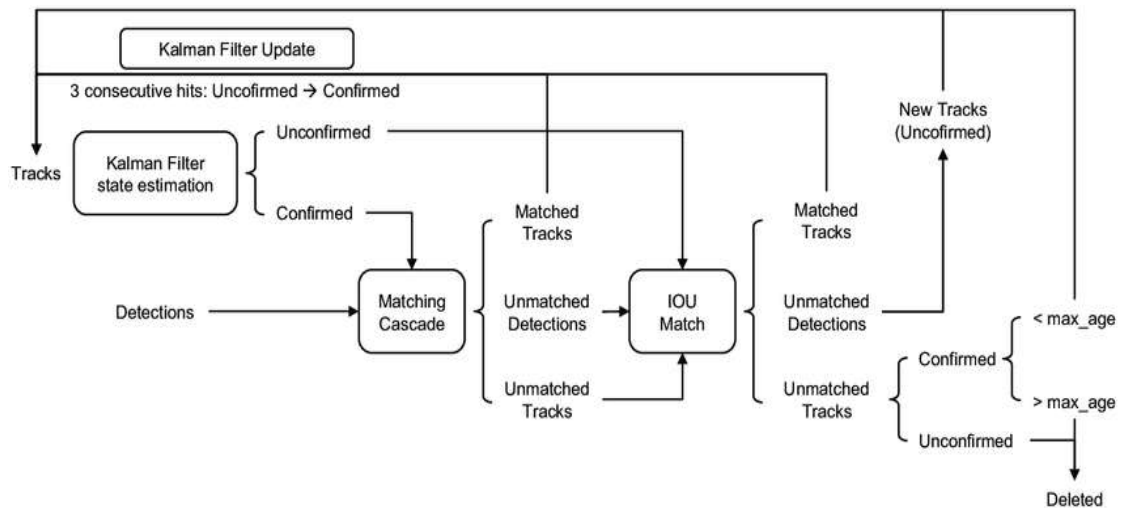 Kalman Filter Update
3 consecutive hits: Uncofirmed → Confirmed
New Tracks
(Uncofirmed)
Unconfirmed
Tracks
Kalman Filter
state estimation
Confirmed
Matched
Tracks
Matched
Tracks
Detections
Matching
Cascade
Unmatched
Detections
IOU
Match
Unmatched
Detections
< max_age
Confirmed
Unmatched
Tracks
Unmatched
Tracks
> max_age
Unconfirmed
Deleted